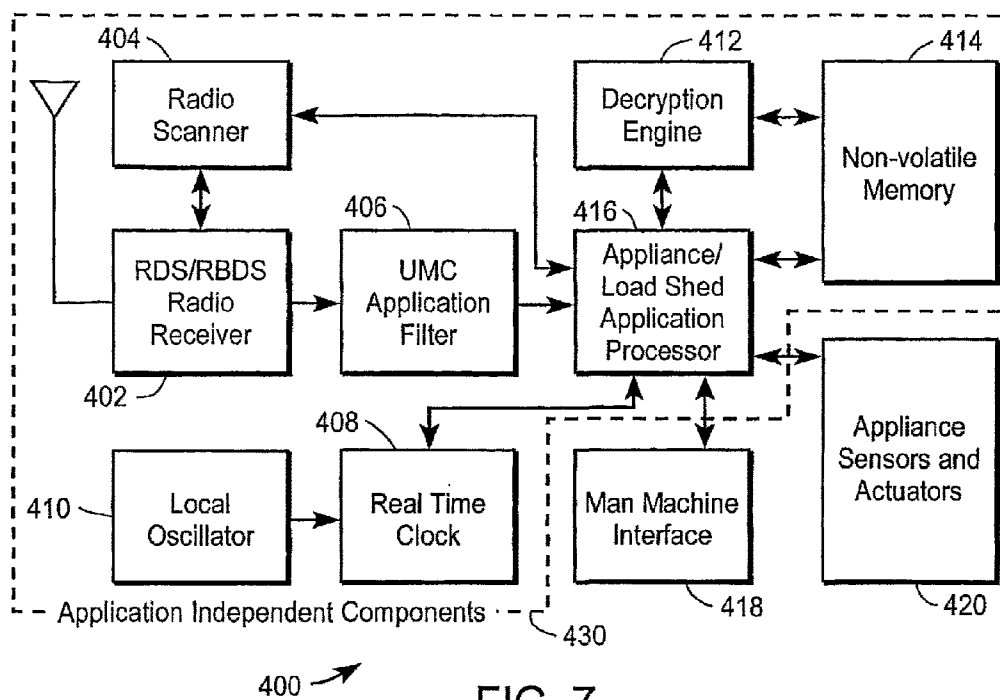 404
Radio
Scanner
412
Decryption
Engine
414
Non-volatile
Memory
RDS/RBDS
Radio
Receiver
402
406
UMC
Application
Filter
416
Appliance/
Load Shed
Application
Processor
410
Local
Oscillator
408
Real Time
Clock
Man Machine
Interface
418
Appliance
Sensors and
Actuators
420
Application Independent Components
430
400
FIG. 7